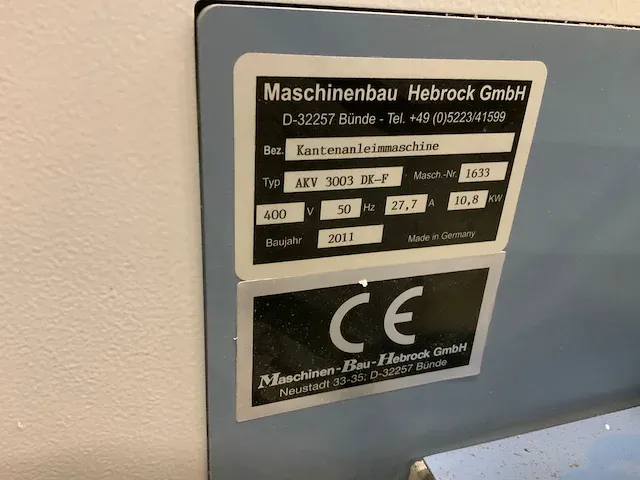 Maschinenbau Hebrock GmbH
D-32257 Bünde - Tel. +49 (0)5223/41599
Bez. Kantenanleimmaschine
Typ AKV 3003 DK-F Masch.-Nr. 1633
400 V 50 Hz 27,7 A 10,8 KW
Baujahr 2011 Made in Germany
CE
Maschinen-Bau-Hebrock GmbH
Neustadt 33-35; D-32257 Bünde